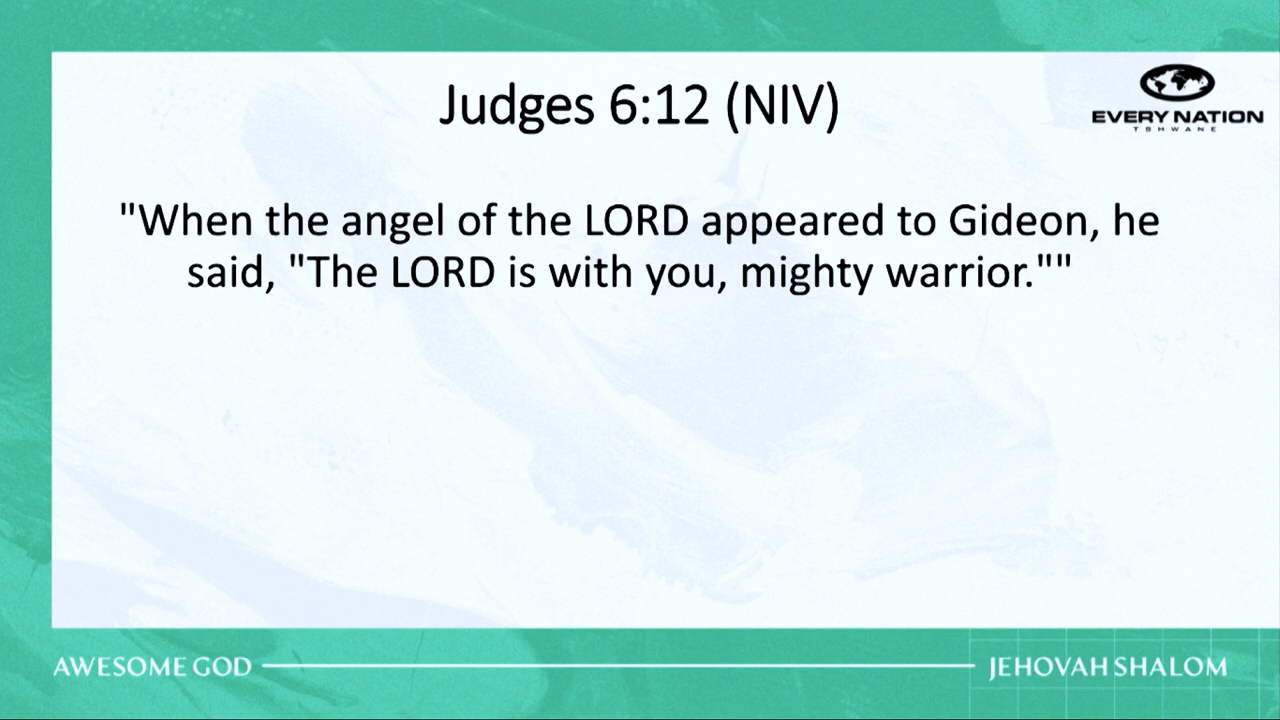 Judges 6:12 (NIV)
EVERY NATION
TSHWANE
"When the angel of the LORD appeared to Gideon, he
said, "The LORD is with you, mighty warrior.""
AWESOME GOD
JEHOVAH SHALOM